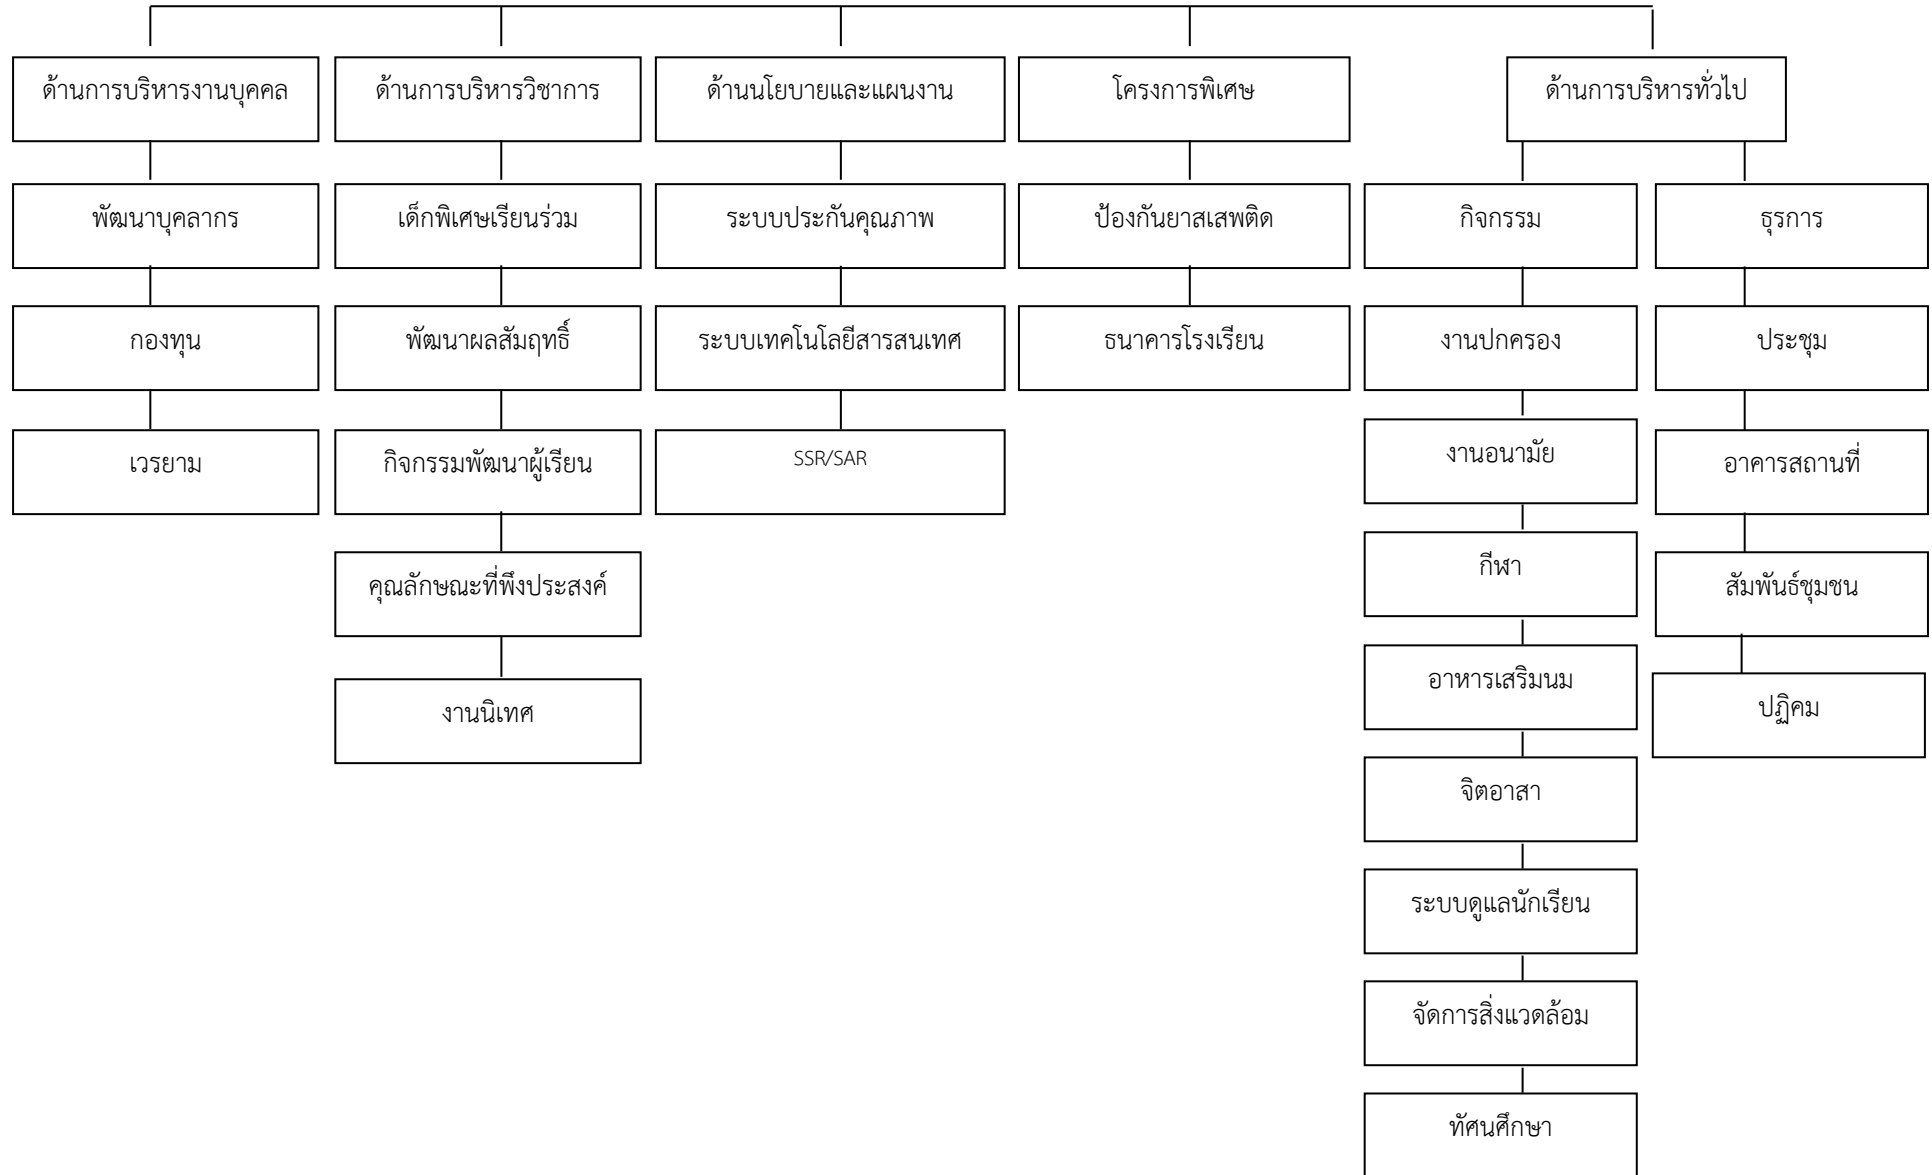 ด้านการบริหารงานบุคคล
พัฒนาบุคลากร
กองทุน
เวรยาม
ด้านการบริหารวิชาการ
เด็กพิเศษเรียนร่วม
พัฒนาผลสัมฤทธิ์
กิจกรรมพัฒนาผู้เรียน
คุณลักษณะที่พึงประสงค์
งานนิเทศ
ด้านนโยบายและแผนงาน
ระบบประกันคุณภาพ
ระบบเทคโนโลยีสารสนเทศ
SSR/SAR
โครงการพิเศษ
ป้องกันยาสเสพติด
ธนาคารโรงเรียน
ด้านการบริหารทั่วไป
กิจกรรม
งานปกครอง
งานอนามัย
กีฬา
อาหารเสริมนม
จิตอาสา
ระบบดูแลนักเรียน
จัดการสิ่งแวดล้อม
ทัศนศึกษา
ธุรการ
ประชุม
อาคารสถานที่
สัมพันธ์ชุมชน
ปฏิคม